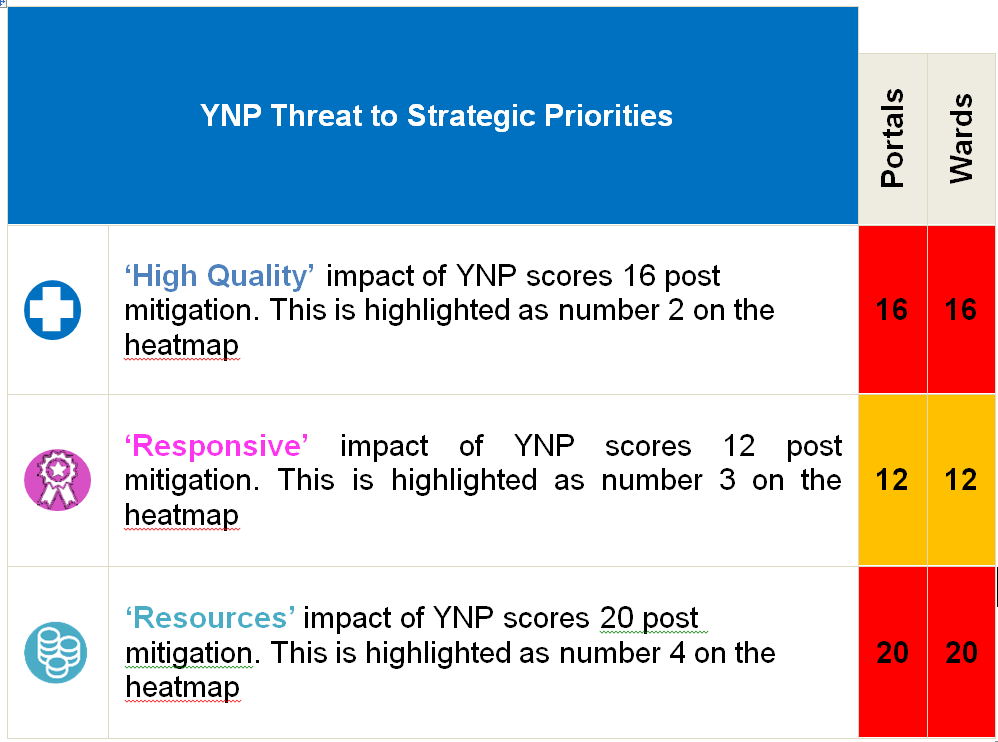 YNP Threat to Strategic Priorities
Portals
Wards
‘High Quality’ impact of YNP scores 16 post
mitigation. This is highlighted as number 2 on the
heatmap
16
16
‘Responsive’ impact of YNP scores 12 post
mitigation. This is highlighted as number 3 on the
heatmap
12
12
‘Resources’ impact of YNP scores 20 post
mitigation. This is highlighted as number 4 on the
heatmap
20
20